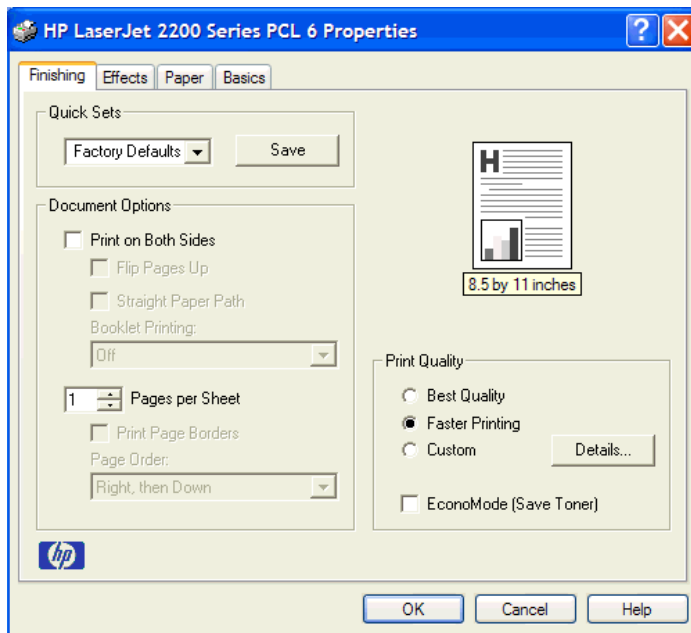 HP LaserJet 2200 Series PCL 6 Properties
Finishing Effects Paper Basics
Quick Sets
Factory Defaults Save
Document Options
Print on Both Sides
Flip Pages Up
Straight Paper Path
Booklet Printing:
Off
1 Pages per Sheet
Print Page Borders
Page Order:
Right, then Down
H
8.5 by 11 inches
Print Quality
Best Quality
Faster Printing
Custom Details...
EconoMode (Save Toner)
hp
OK Cancel Help